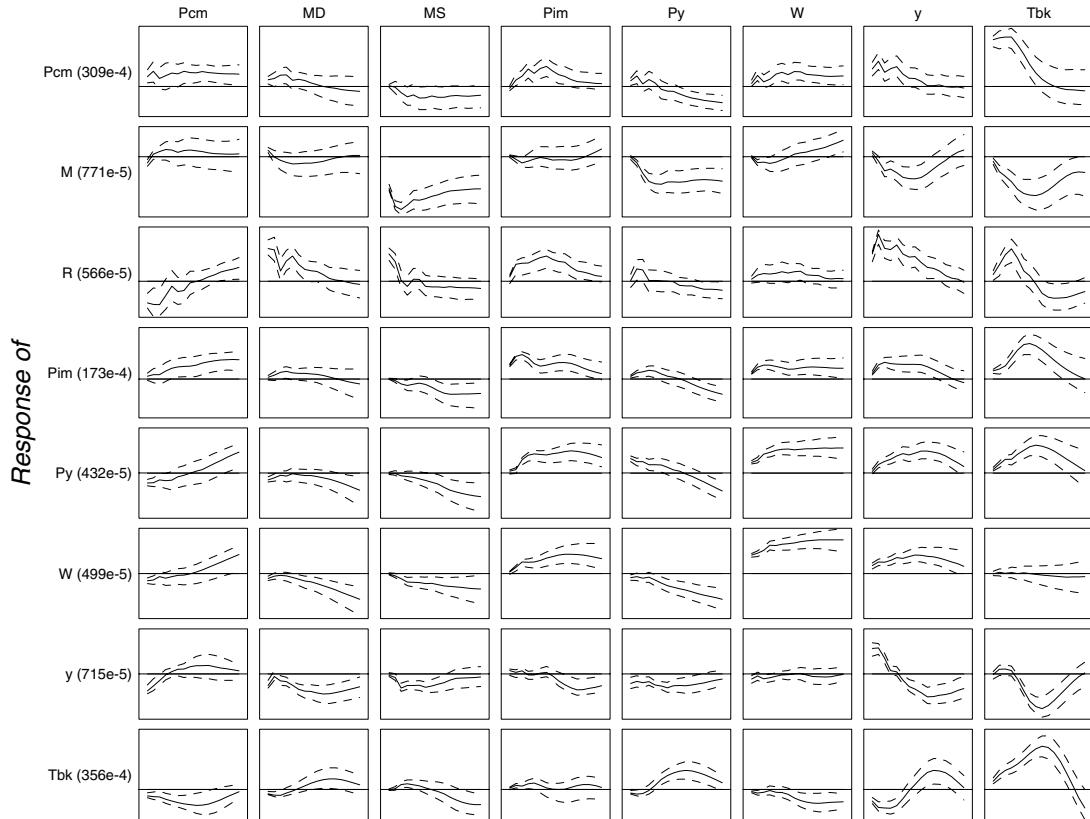 Pcm MD MS Pim Py W y Tbk
Pcm (309e-4)
M (771e-5)
R (566e-5)
Response of
Pim (173e-4)
Py (432e-5)
W (499e-5)
y (715e-5)
Tbk (356e-4)